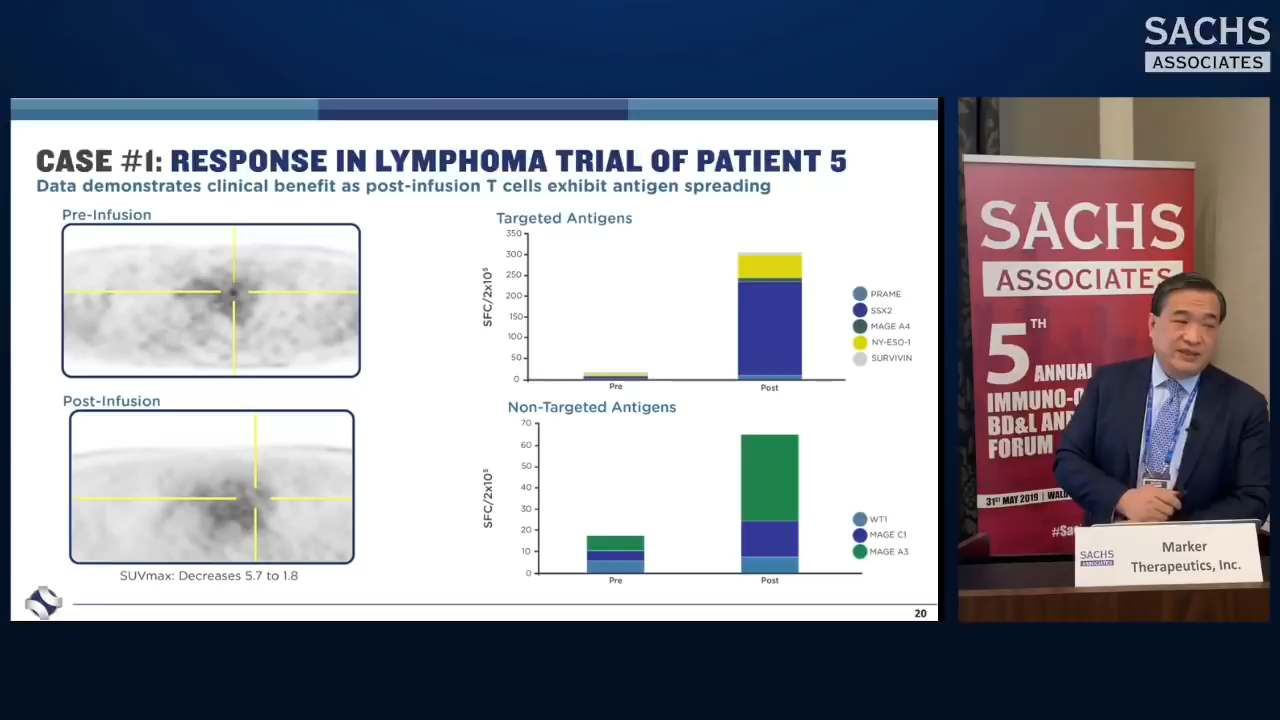 SACHS
ASSOCIATES
CASE #1: RESPONSE IN LYMPHOMA TRIAL OF PATIENT 5
Data demonstrates clinical benefit as post-infusion T cells exhibit antigen spreading
Pre-Infusion
Post-Infusion
SUVmax: Decreases 5.7 to 1.8
Targeted Antigens
SFC/2x10⁵
350
300
250
200
150
100
50
0
Pre
Post
PRAME
SSX2
MAGE A4
NY-ESO-1
SURVIVIN
Non-Targeted Antigens
SFC/2x10⁵
70
60
50
40
30
20
10
0
Pre
Post
WT1
MAGE C1
MAGE A3
20
SACHS
ASSOCIATES
5TH
ANNUAL
IMMUNO-O
BD&L AN
FORUM
31ST MAY 2019 | WALD
#Sa
SACHS
ASSOCIATES
Marker
Therapeutics, Inc.